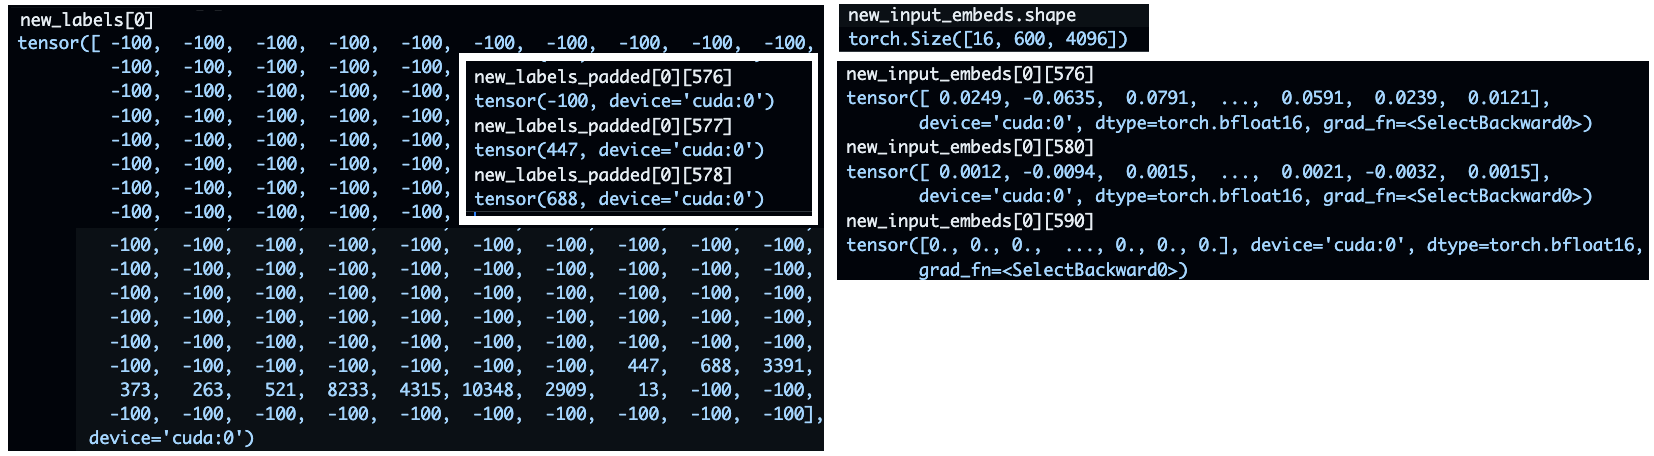 new_labels[0]
tensor([ -100, -100, -100, -100, -100, -100, -100, -100, -100, -100,
-100, -100, -100, -100, -100,
-100, -100, -100, -100, -100,
-100, -100, -100, -100, -100,
-100, -100, -100, -100, -100,
-100, -100, -100, -100, -100,
-100, -100, -100, -100, -100,
-100, -100, -100, -100, -100,
new_labels_padded[0][576]
tensor(-100, device='cuda:0')
new_labels_padded[0][577]
tensor(447, device='cuda:0')
new_labels_padded[0][578]
tensor(688, device='cuda:0')
-100, -100, -100, -100, -100, -100, -100, -100, -100, -100,
-100, -100, -100, -100, -100, -100, -100, -100, -100, -100,
-100, -100, -100, -100, -100, -100, -100, -100, -100, -100,
-100, -100, -100, -100, -100, -100, -100, -100, -100, -100,
-100, -100, -100, -100, -100, -100, -100, -100, -100, -100,
-100, -100, -100, -100, -100, -100, -100, 447, 688, 3391,
373, 263, 521, 8233, 4315, 10348, 2909, 13, -100, -100,
-100, -100, -100, -100, -100, -100, -100, -100, -100, -100],
device='cuda:0')
new_input_embeds.shape
torch.Size([16, 600, 4096])
new_input_embeds[0][576]
tensor([ 0.0249, -0.0635, 0.0791, ..., 0.0591, 0.0239, 0.0121],
device='cuda:0', dtype=torch.bfloat16, grad_fn=<SelectBackward0>)
new_input_embeds[0][580]
tensor([ 0.0012, -0.0094, 0.0015, ..., 0.0021, -0.0032, 0.0015],
device='cuda:0', dtype=torch.bfloat16, grad_fn=<SelectBackward0>)
new_input_embeds[0][590]
tensor([0., 0., 0., ..., 0., 0., 0.], device='cuda:0', dtype=torch.bfloat16,
grad_fn=<SelectBackward0>)